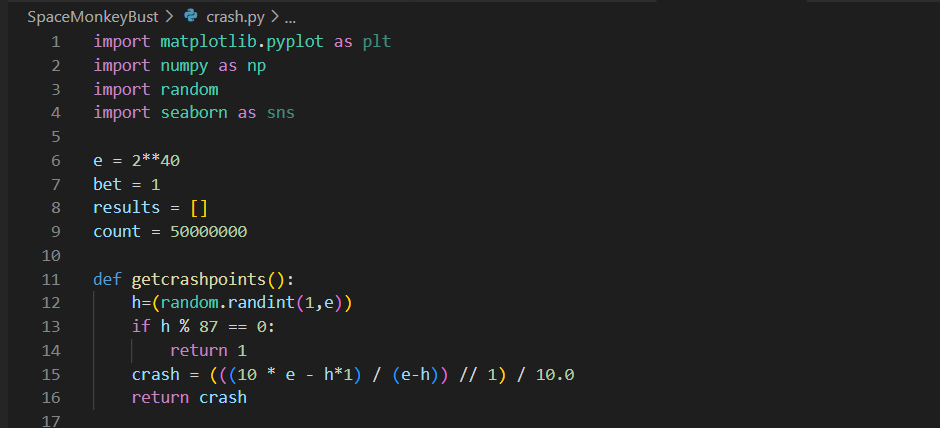 SpaceMonkeyBust > crash.py > ...
1 import matplotlib.pyplot as plt
2 import numpy as np
3 import random
4 import seaborn as sns
5
6 e = 2**40
7 bet = 1
8 results = []
9 count = 50000000
10
11 def getcrashpoints():
12     h=(random.randint(1,e))
13     if h % 87 == 0:
14         return 1
15     crash = (((10 * e - h*1) / (e-h)) // 1) / 10.0
16     return crash
17